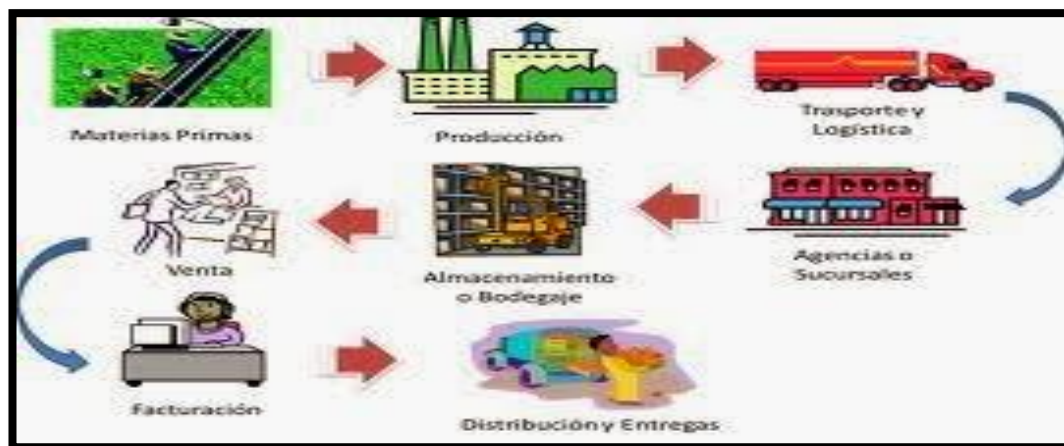 Materias Primas
Producción
Trasporte y
Logística
Agencias o
Sucursales
Almacenamiento
o Bodegaje
Venta
Facturación
Distribución y Entregas